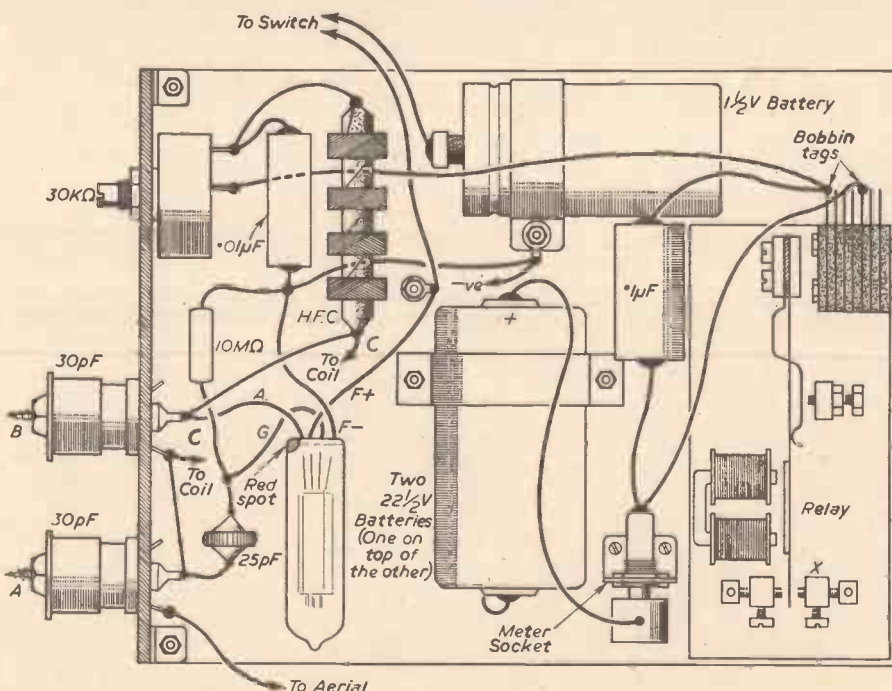 To Switch
1½V Battery
Bobbin
tags
30KΩ
·01μF
-ve
·1μF
+
H.F.C
10MΩ
C
To
Coil
30pF
A
F+
B
C
G
F-
To
Coil
Red
spot
Two
22½V
Batteries
(One on
top of
the other)
Relay
30pF
25pF
X
A
Meter
Socket
To Aerial